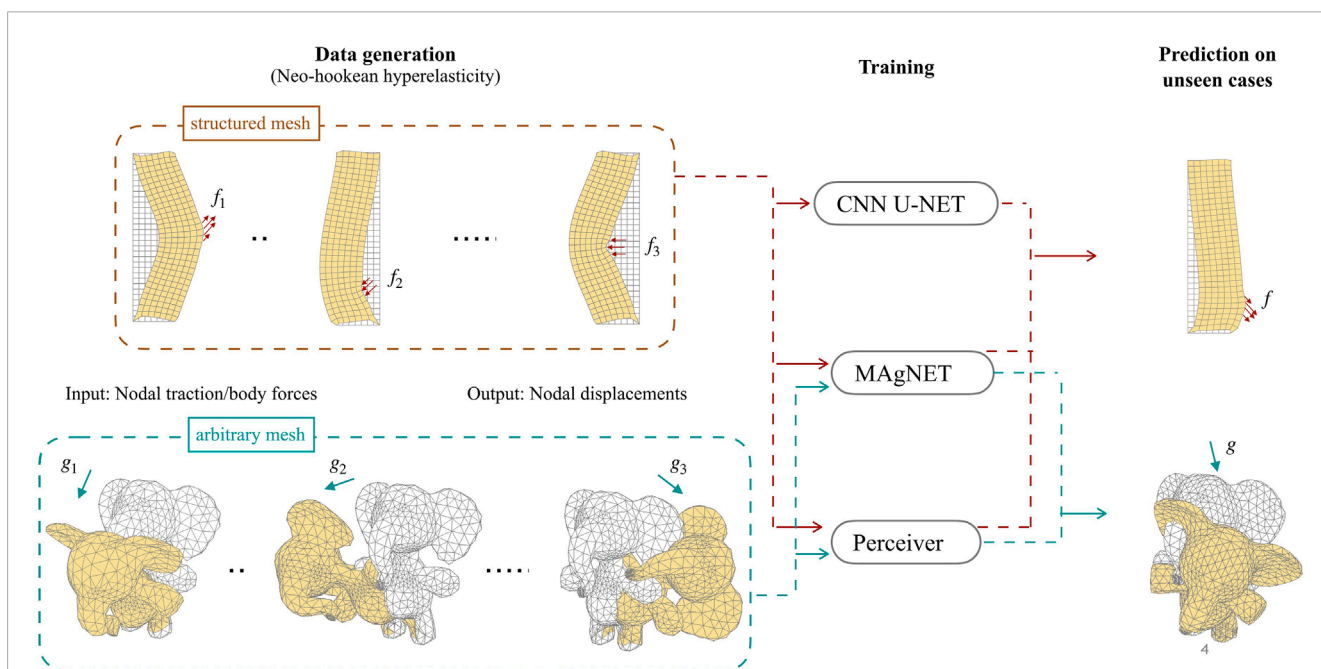 Data generation
(Neo-hookean hyperelasticity)
Training
Prediction on
unseen cases
structured mesh
f1
f2
f3
CNN U-NET
f
MAgNET
Input: Nodal traction/body forces
Output: Nodal displacements
arbitrary mesh
g1
g2
g3
g
Perceiver
4